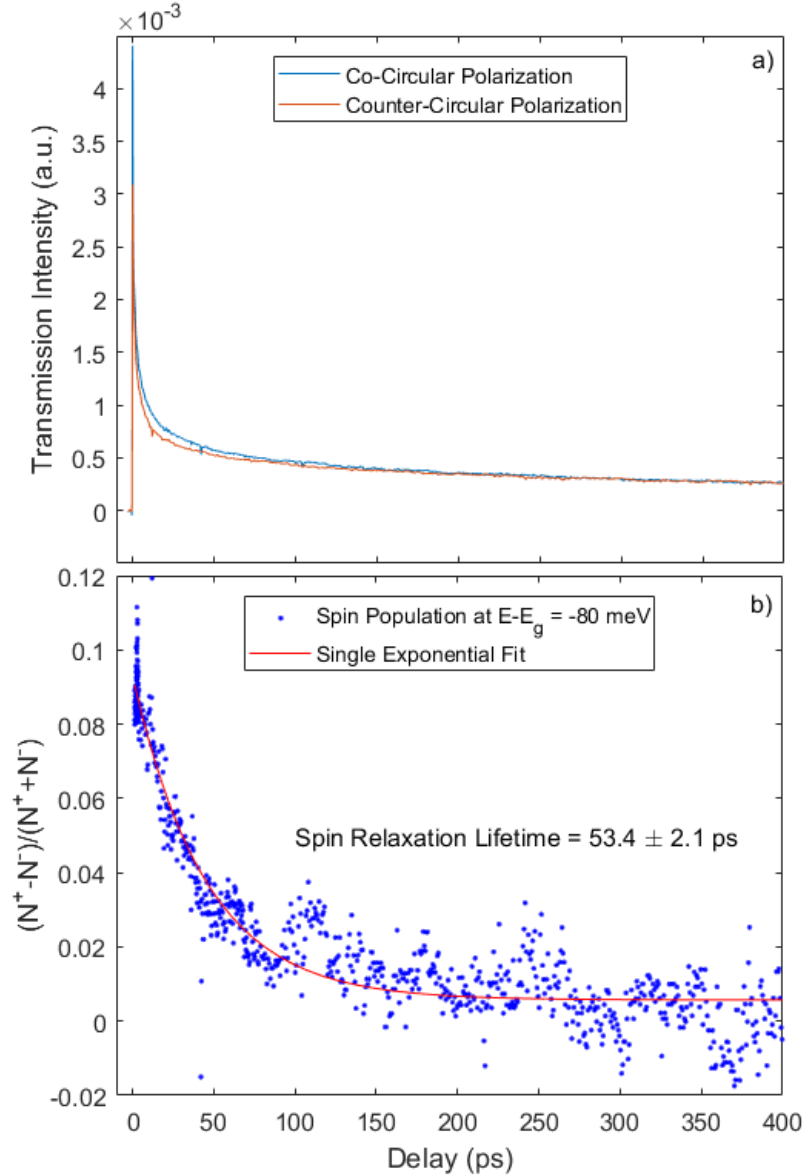 ×10⁻³
a)
Co-Circular Polarization
Counter-Circular Polarization
Transmission Intensity (a.u.)
4
3.5
3
2.5
2
1.5
1
0.5
0
b)
Spin Population at E-E_g = -80 meV
Single Exponential Fit
Spin Relaxation Lifetime = 53.4 ± 2.1 ps
(N⁺-N⁻)/(N⁺+N⁻)
0.12
0.1
0.08
0.06
0.04
0.02
0
-0.02
0 50 100 150 200 250 300 350 400
Delay (ps)